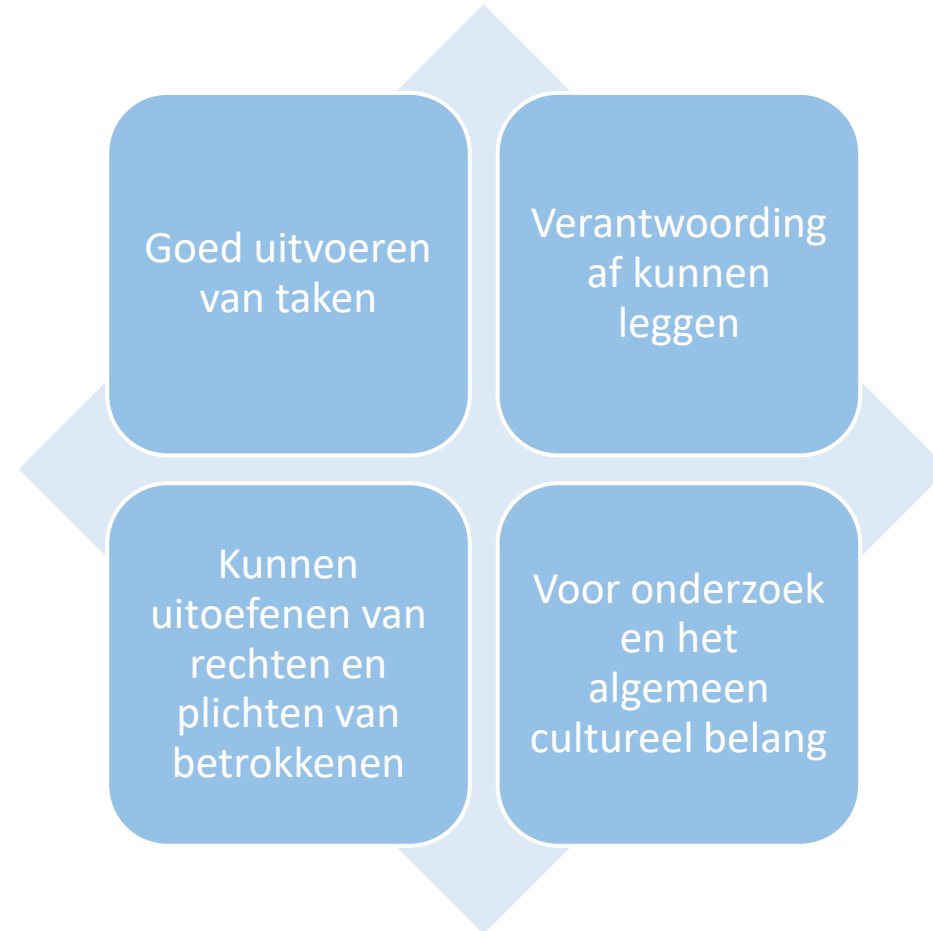 Goed uitvoeren
van taken
Verantwoording
af kunnen
leggen
Kunnen
uitoefenen van
rechten en
plichten van
betrokkenen
Voor onderzoek
en het
algemeen
cultureel belang